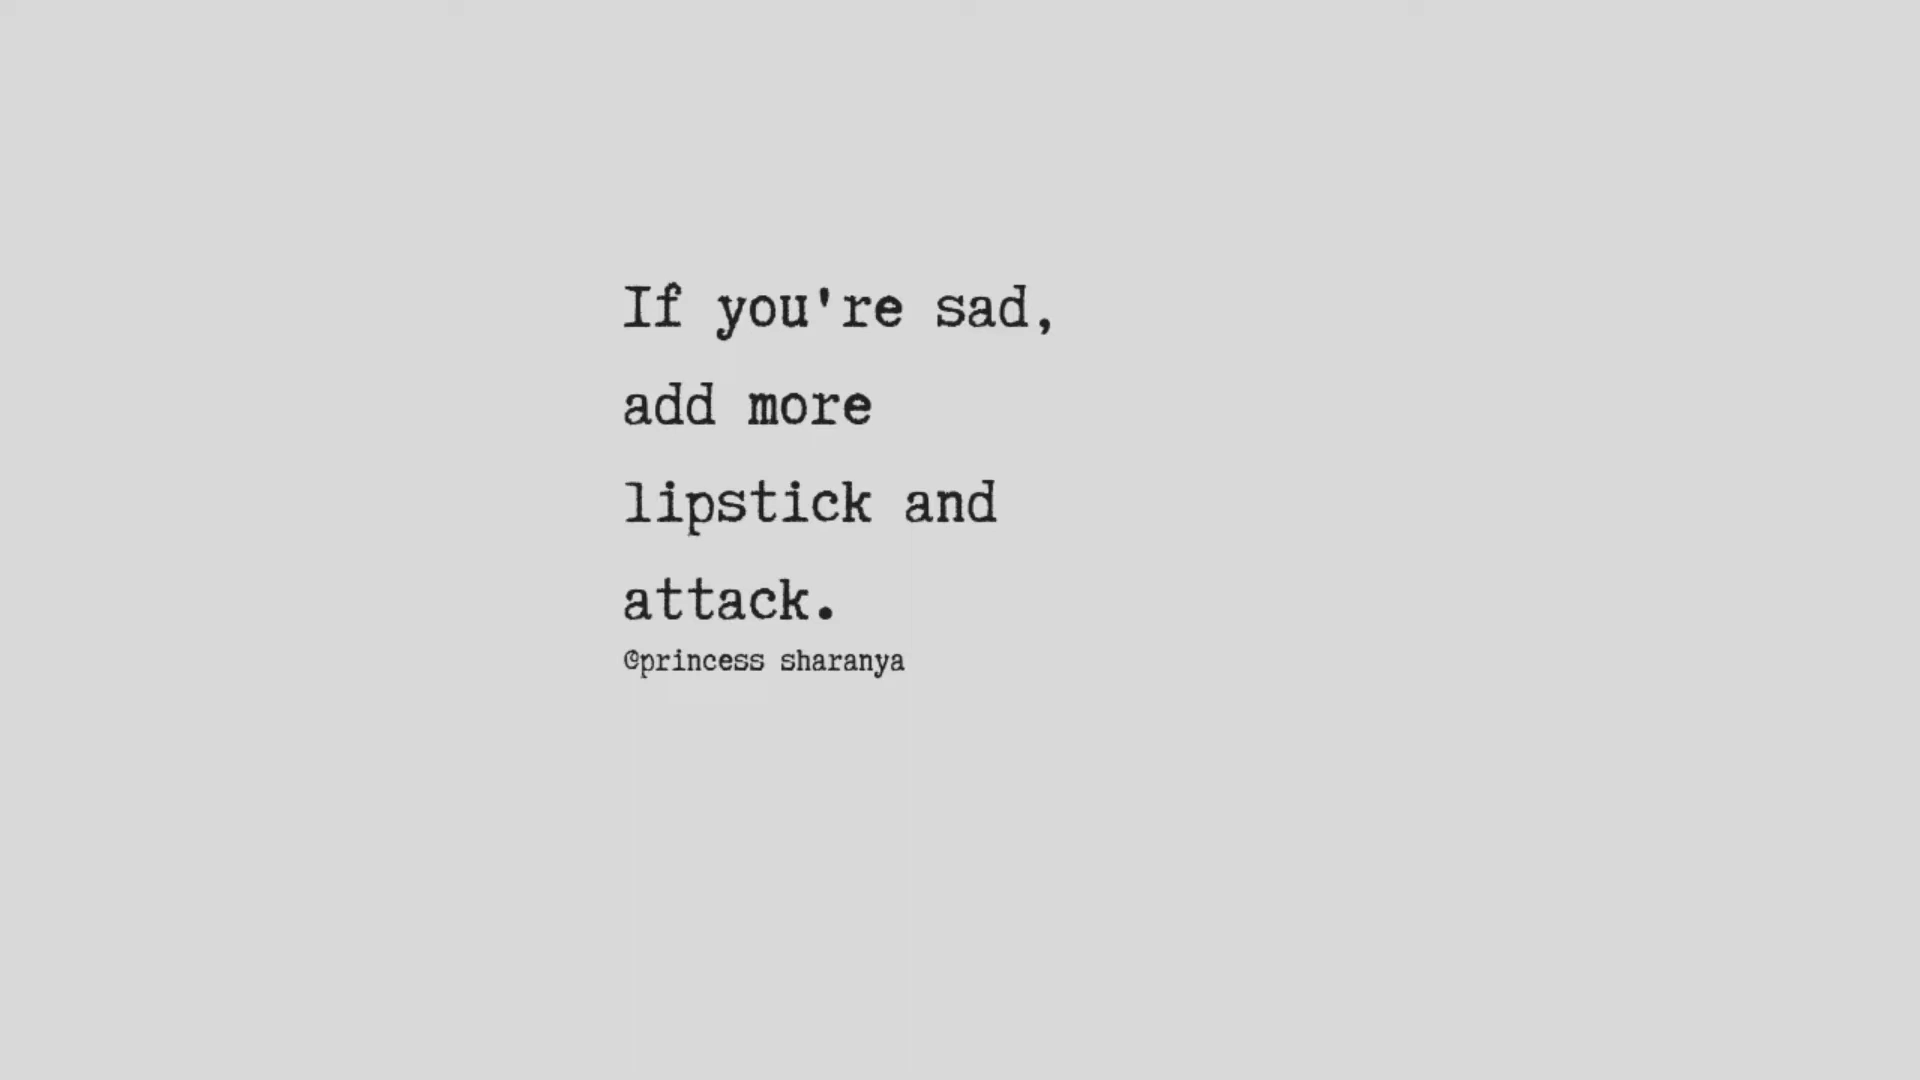 If you're sad,
add more
lipstick and
attack.
@princess sharanya